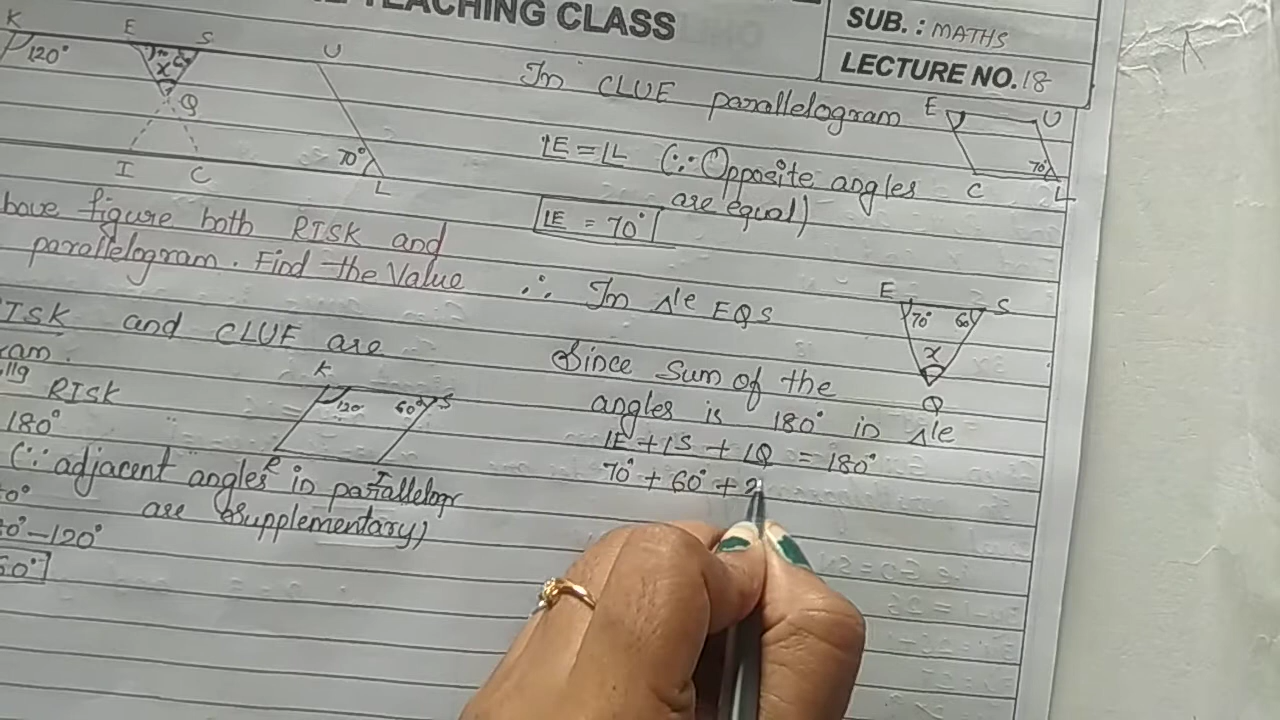 TEACHING CLASS
SUB. : MATHS
LECTURE NO. 18
K E S U
120°
x
Q
70°
I C L
In CLUE parallelogram
E U
70°
C L
∠E = ∠L (∵ Opposite angles
are equal)
∠E = 70°
bove figure both RISK and
parallelogram. Find the Value
∴ In △le EQS
E S
70° 60°
x
Q
ISK and CLUE are
ram.
RISK
K S
120 60°
R I
180°
(∵ adjacent angles in parallelogr
are supplementary)
0°-120°
60°
Since Sum of the
angles is 180° in △le
∠E + ∠S + ∠Q = 180°
70° + 60° +